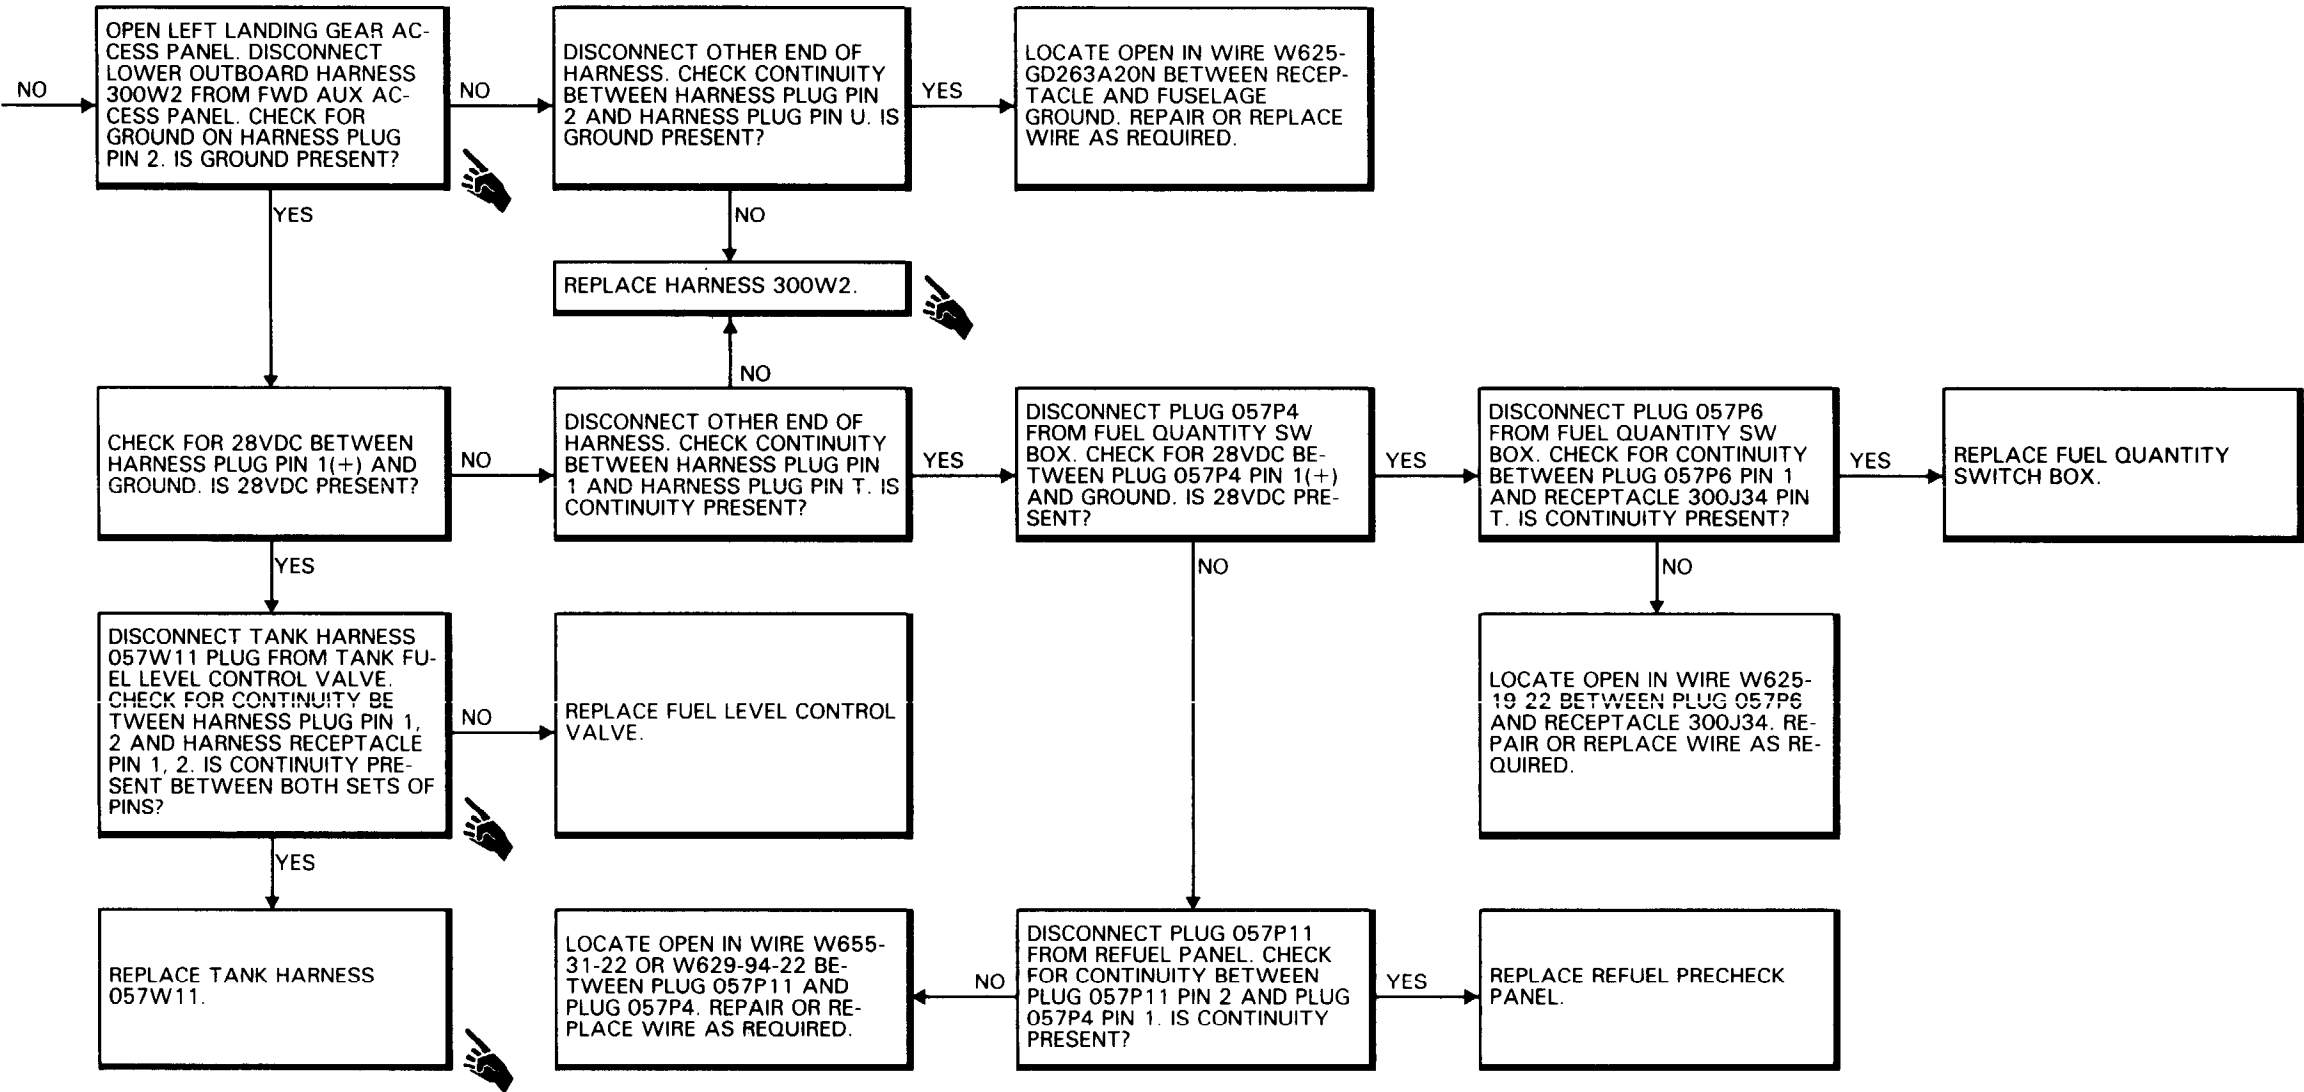 NO
OPEN LEFT LANDING GEAR AC-
CESS PANEL. DISCONNECT
LOWER OUTBOARD HARNESS
300W2 FROM FWD AUX AC-
CESS PANEL. CHECK FOR
GROUND ON HARNESS PLUG
PIN 2. IS GROUND PRESENT?
NO
DISCONNECT OTHER END OF
HARNESS. CHECK CONTINUITY
BETWEEN HARNESS PLUG PIN
2 AND HARNESS PLUG PIN U. IS
GROUND PRESENT?
YES
LOCATE OPEN IN WIRE W625-
GD263A20N BETWEEN RECEP-
TACLE AND FUSELAGE
GROUND. REPAIR OR REPLACE
WIRE AS REQUIRED.
YES
NO
REPLACE HARNESS 300W2.
NO
CHECK FOR 28VDC BETWEEN
HARNESS PLUG PIN 1(+) AND
GROUND. IS 28VDC PRESENT?
NO
DISCONNECT OTHER END OF
HARNESS. CHECK CONTINUITY
BETWEEN HARNESS PLUG PIN
1 AND HARNESS PLUG PIN T. IS
CONTINUITY PRESENT?
YES
DISCONNECT PLUG 057P4
FROM FUEL QUANTITY SW
BOX. CHECK FOR 28VDC BE-
TWEEN PLUG 057P4 PIN 1(+)
AND GROUND. IS 28VDC PRE-
SENT?
YES
DISCONNECT PLUG 057P6
FROM FUEL QUANTITY SW
BOX. CHECK FOR CONTINUITY
BETWEEN PLUG 057P6 PIN 1
AND RECEPTACLE 300J34 PIN
T. IS CONTINUITY PRESENT?
YES
REPLACE FUEL QUANTITY
SWITCH BOX.
YES
NO
NO
DISCONNECT TANK HARNESS
057W11 PLUG FROM TANK FU-
EL LEVEL CONTROL VALVE.
CHECK FOR CONTINUITY BE
TWEEN HARNESS PLUG PIN 1,
2 AND HARNESS RECEPTACLE
PIN 1, 2. IS CONTINUITY PRE-
SENT BETWEEN BOTH SETS OF
PINS?
NO
REPLACE FUEL LEVEL CONTROL
VALVE.
LOCATE OPEN IN WIRE W625-
19 22 BETWEEN PLUG 057P6
AND RECEPTACLE 300J34. RE-
PAIR OR REPLACE WIRE AS RE-
QUIRED.
YES
REPLACE TANK HARNESS
057W11.
LOCATE OPEN IN WIRE W655-
31-22 OR W629-94-22 BE-
TWEEN PLUG 057P11 AND
PLUG 057P4. REPAIR OR RE-
PLACE WIRE AS REQUIRED.
NO
DISCONNECT PLUG 057P11
FROM REFUEL PANEL. CHECK
FOR CONTINUITY BETWEEN
PLUG 057P11 PIN 2 AND PLUG
057P4 PIN 1. IS CONTINUITY
PRESENT?
YES
REPLACE REFUEL PRECHECK
PANEL.